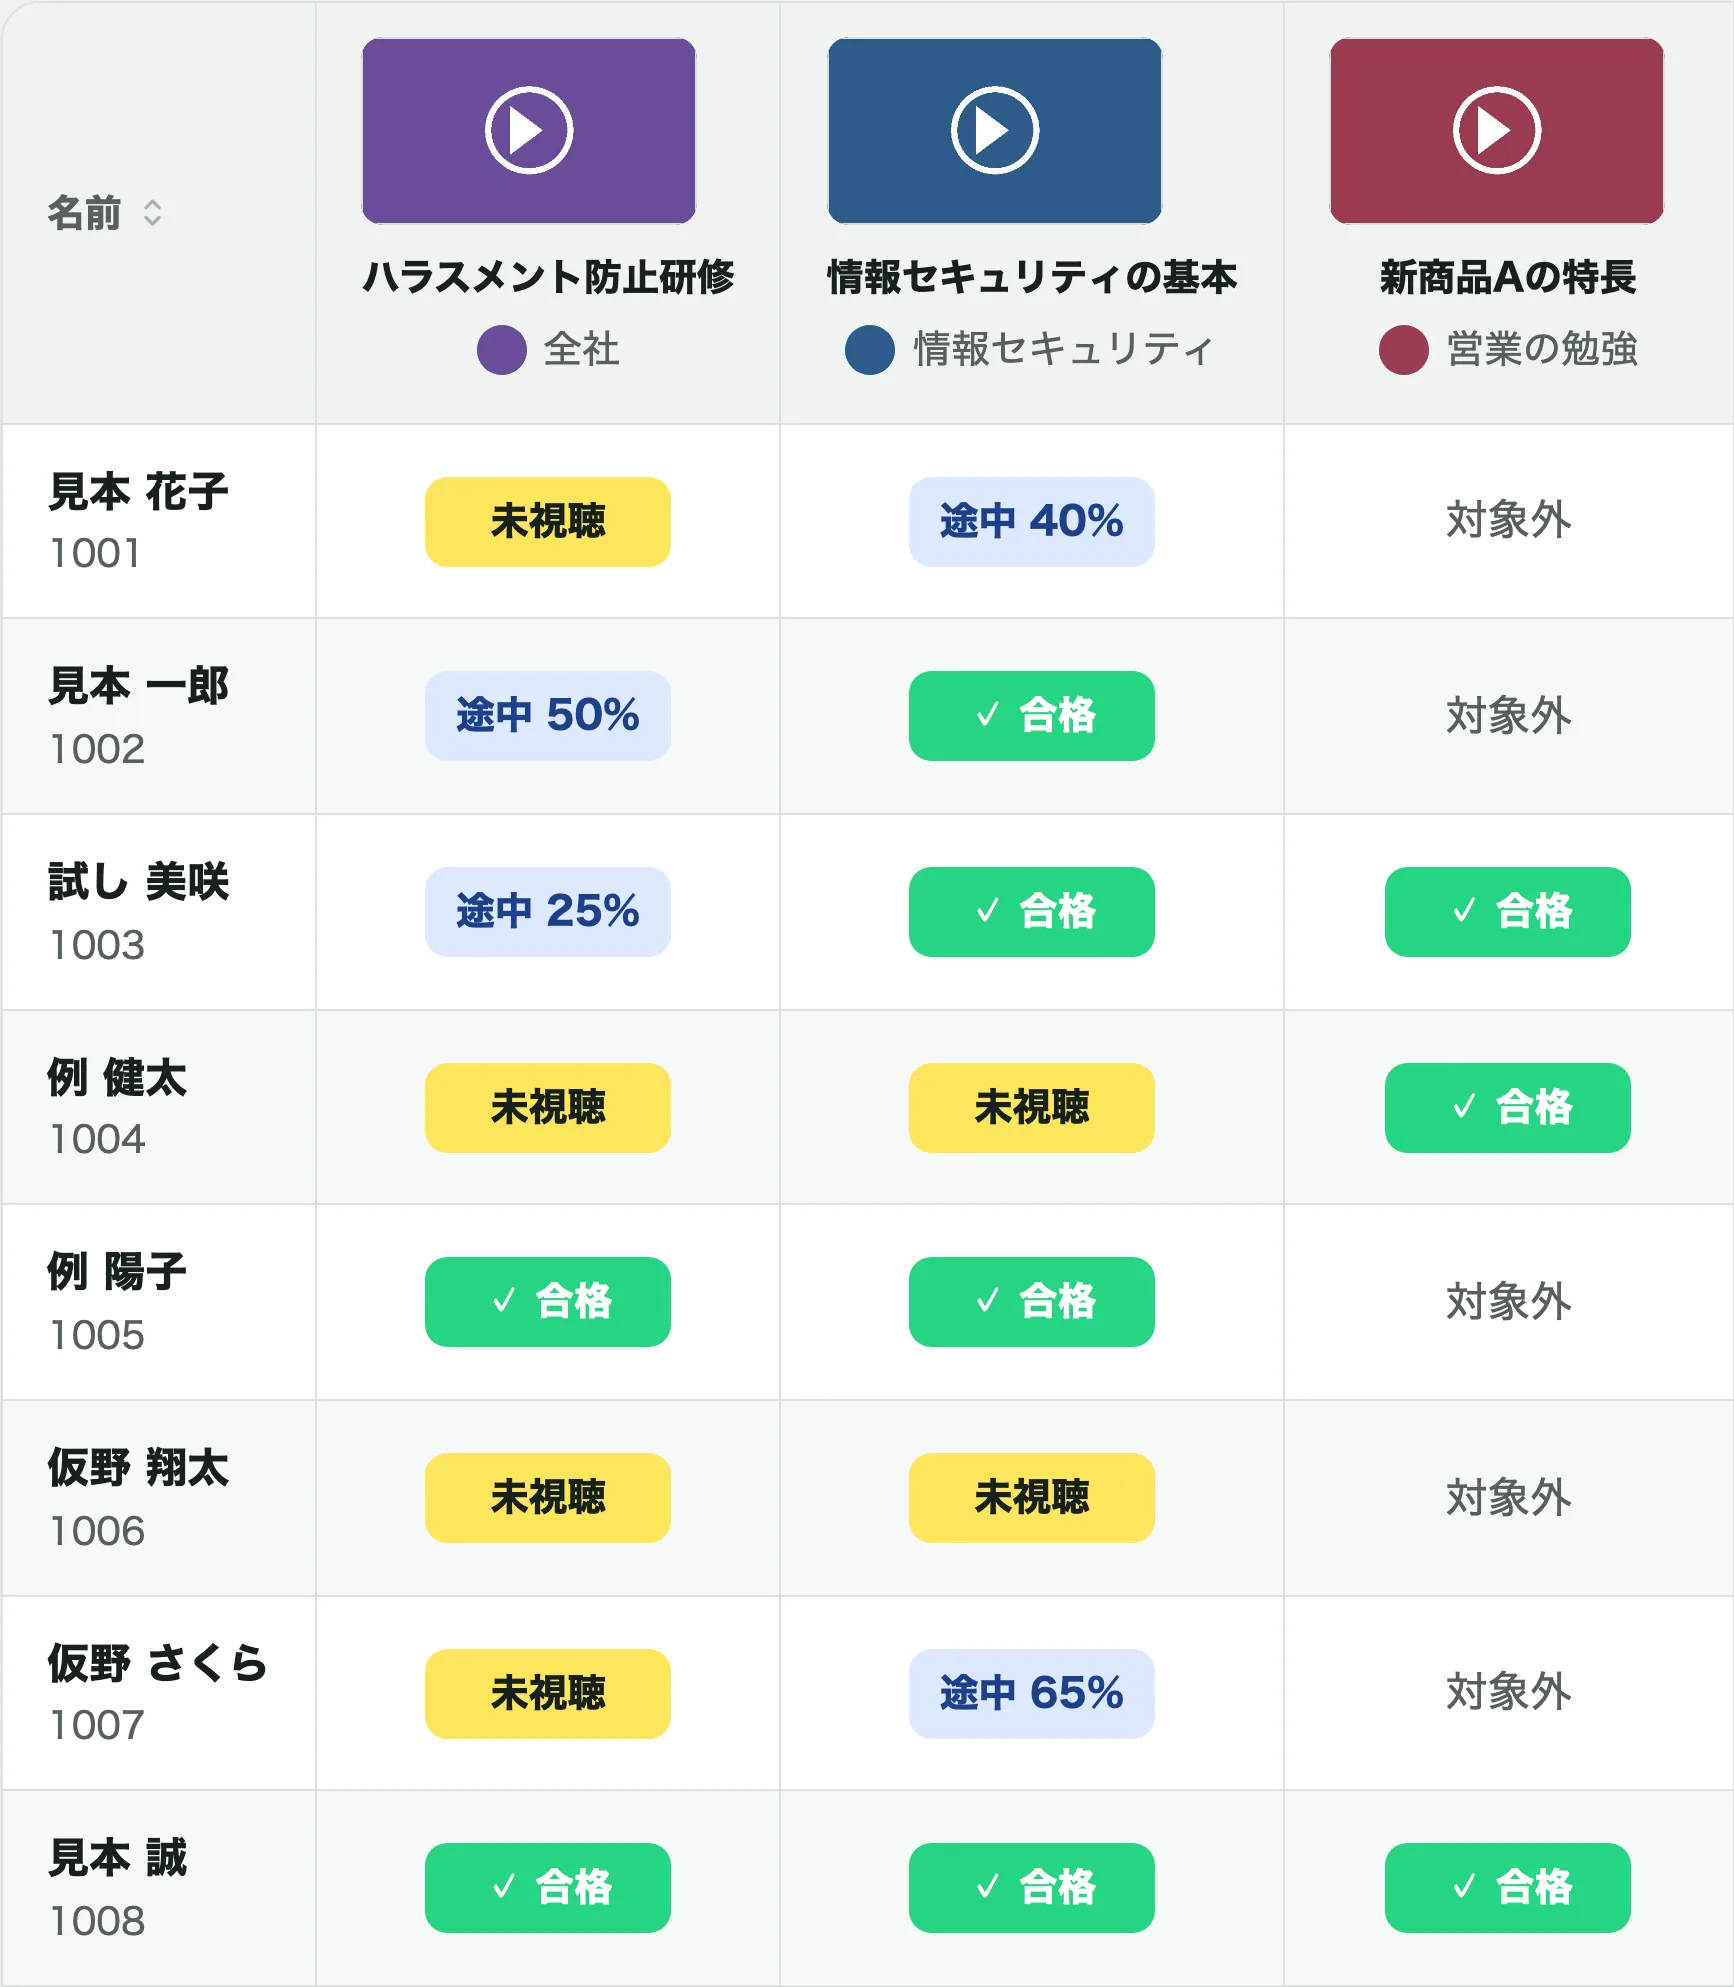 名前
ハラスメント防止研修
全社
情報セキュリティの基本
情報セキュリティ
新商品Aの特長
営業の勉強
見本 花子
1001
未視聴
途中 40%
対象外
見本 一郎
1002
途中 50%
✓ 合格
対象外
試し 美咲
1003
途中 25%
✓ 合格
✓ 合格
例 健太
1004
未視聴
未視聴
✓ 合格
例 陽子
1005
✓ 合格
✓ 合格
対象外
仮野 翔太
1006
未視聴
未視聴
対象外
仮野 さくら
1007
未視聴
途中 65%
対象外
見本 誠
1008
✓ 合格
✓ 合格
✓ 合格